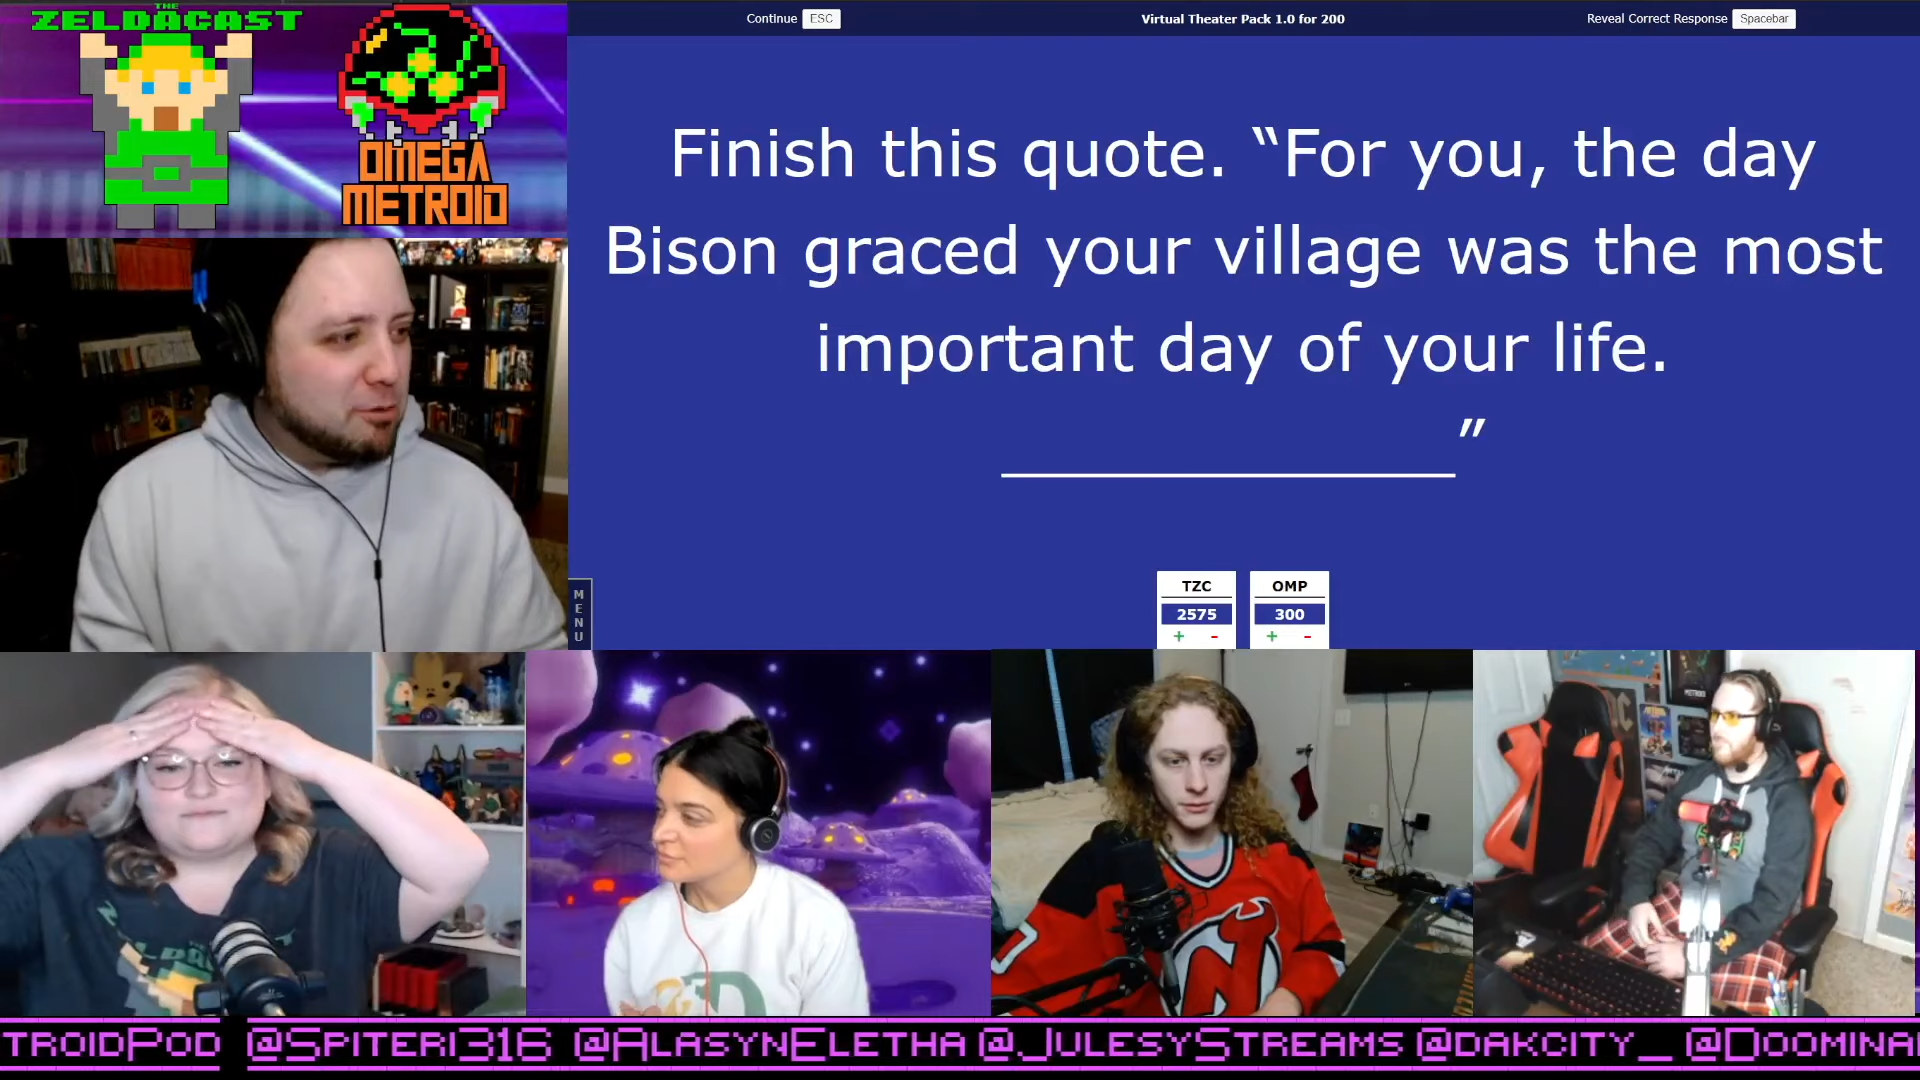 THE
ZELDACAST
OMEGA
METROID
Continue ESC
Virtual Theater Pack 1.0 for 200
Reveal Correct Response Spacebar
Finish this quote. “For you, the day
Bison graced your village was the most
important day of your life.
______________”
MENU
TZC
2575
+ -
OMP
300
+ -
TROIDPOD @SPITERI316 @ALASYNELETHA @JULESYSTREAMS @DAKCITY_ @DOOMINA